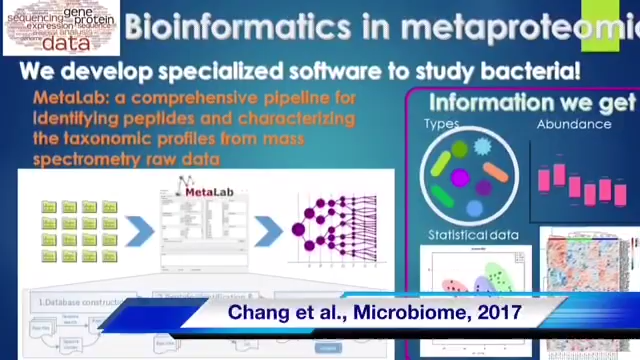 sequencing gene
protein
expression
data
Bioinformatics in metaproteomic
We develop specialized software to study bacteria!
MetaLab: a comprehensive pipeline for
identifying peptides and characterizing
the taxonomic profiles from mass
spectrometry raw data
Information we get
Types
Abundance
MetaLab
Statistical data
1.Database construction
Chang et al., Microbiome, 2017